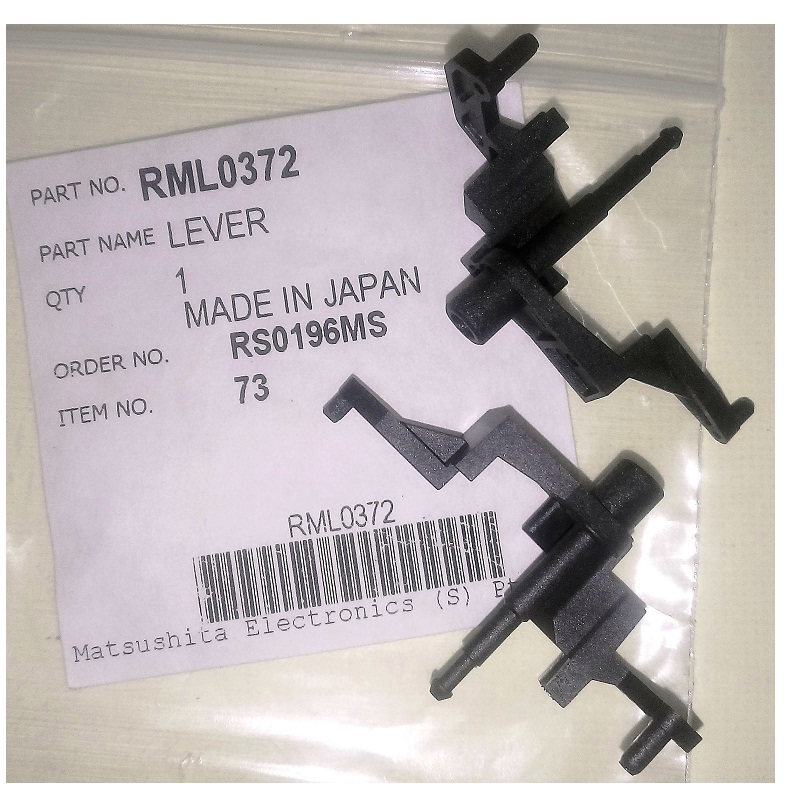 PART NO. RML0372
PART NAME LEVER
QTY 1
MADE IN JAPAN
ORDER NO. RS0196MS
ITEM NO. 73
RML0372
Matsushita Electronics (S)